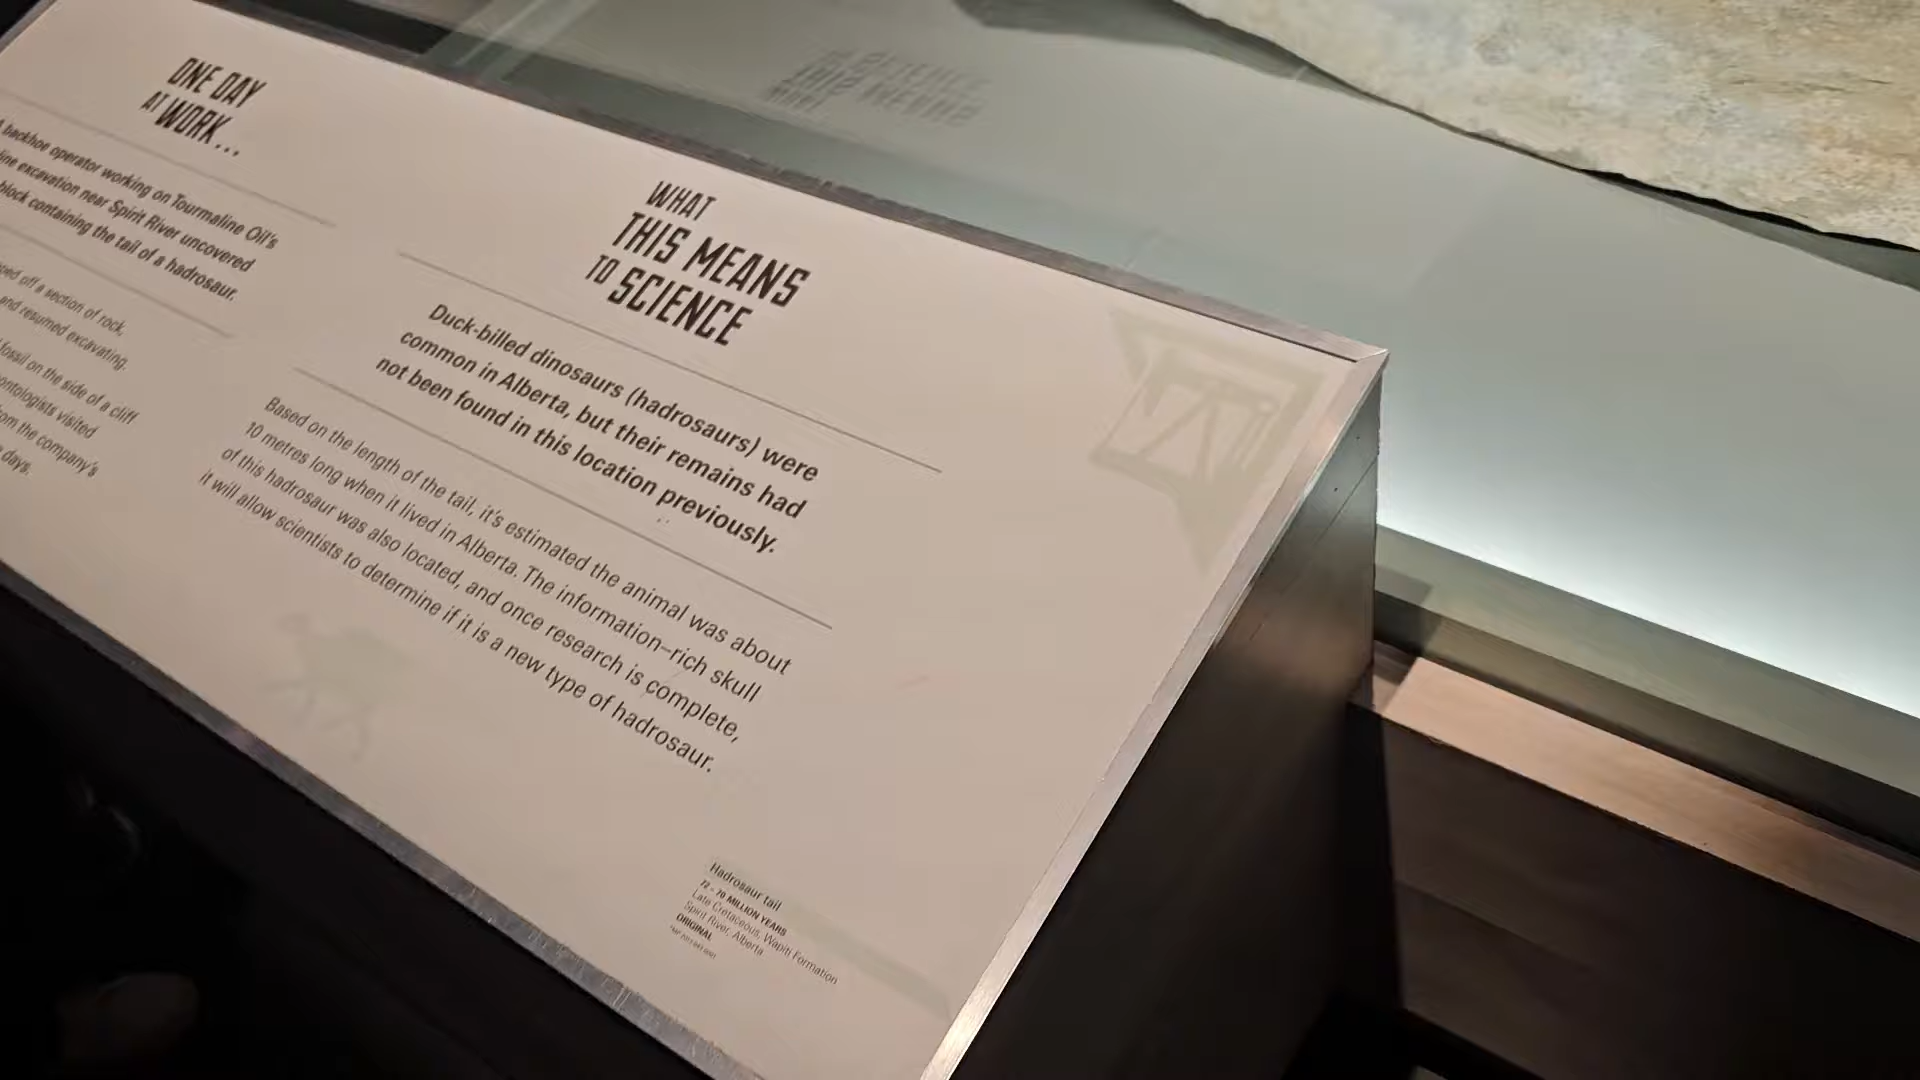 ONE DAY
AT WORK...
A backhoe operator working on Tourmaline Oil's
line excavation near Spirit River uncovered
block containing the tail of a hadrosaur.
off a section of rock,
and resumed excavating.
fossil on the side of a cliff
visited
from the company's
days.
WHAT
THIS MEANS
TO SCIENCE
Duck-billed dinosaurs (hadrosaurs) were
common in Alberta, but their remains had
not been found in this location previously.
Based on the length of the tail, it's estimated the animal was about
10 metres long when it lived in Alberta. The information–rich skull
of this hadrosaur was also located, and once research is complete,
it will allow scientists to determine if it is a new type of hadrosaur.
Hadrosaur tail
72 - 70 MILLION YEARS
Late Cretaceous, Wapiti Formation
Spirit River, Alberta
ORIGINAL